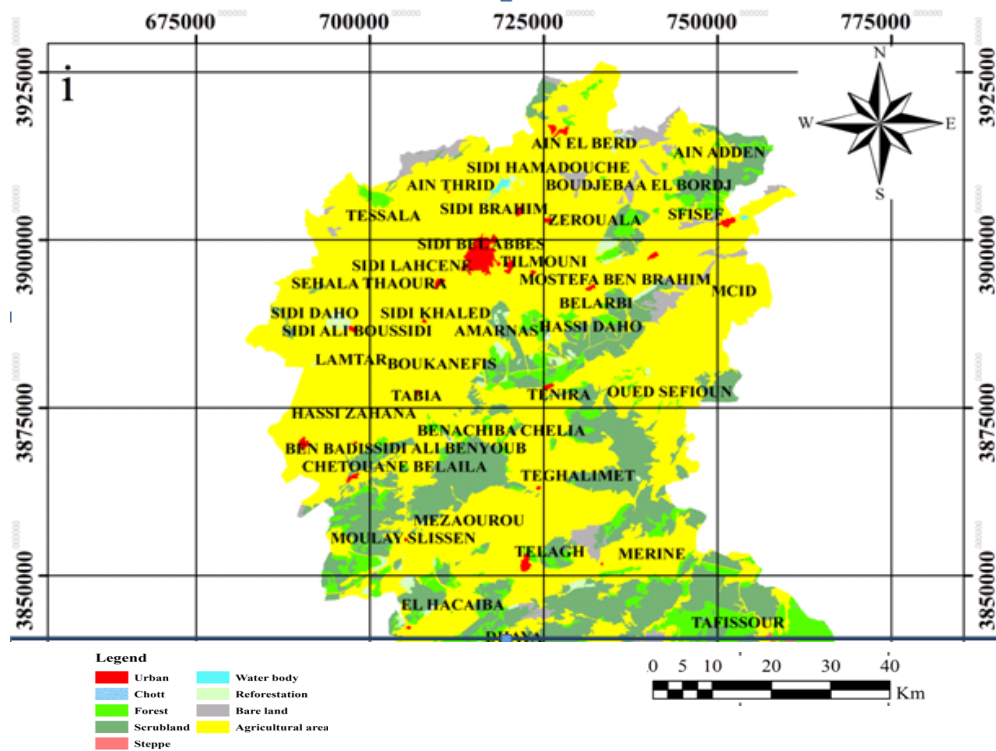 675000 700000 725000 750000 775000
i
N
W E
S
3925000 3925000
3900000 3900000
3875000 3875000
3850000 3850000
AIN EL BERD
AIN ADDEN
SIDI HAMADOUCHE
AIN THRID BOUDJEBAA EL BORDJ
SIDI BRAHIM
TESSALA ZEROUALA SFISEF
SIDI BEL ABBES
SIDI LAHCENE TILMOUNI
SEHALA THAOURA MOSTEFA BEN BRAHIM
MCID
BELARBI
SIDI DAHO SIDI KHALED
SIDI ALI BOUSSIDI AMARNAS HASSI DAHO
LAMTAR BOUKANEFIS
TABIA TENIRA OUED SEFIOUN
HASSI ZAHANA
BENACHIBA CHELIA
BEN BADIS SIDI ALI BENYOUB
CHETOUANE BELAILA
TEGHALIMET
MEZAOUROU
MOULAY SLISSEN
TELAGH MERINE
EL HACAIBA
TAFISSOUR
Legend
Urban Water body
Chott Reforestation
Forest Bare land
Scrubland Agricultural area
Steppe
0 5 10 20 30 40
Km